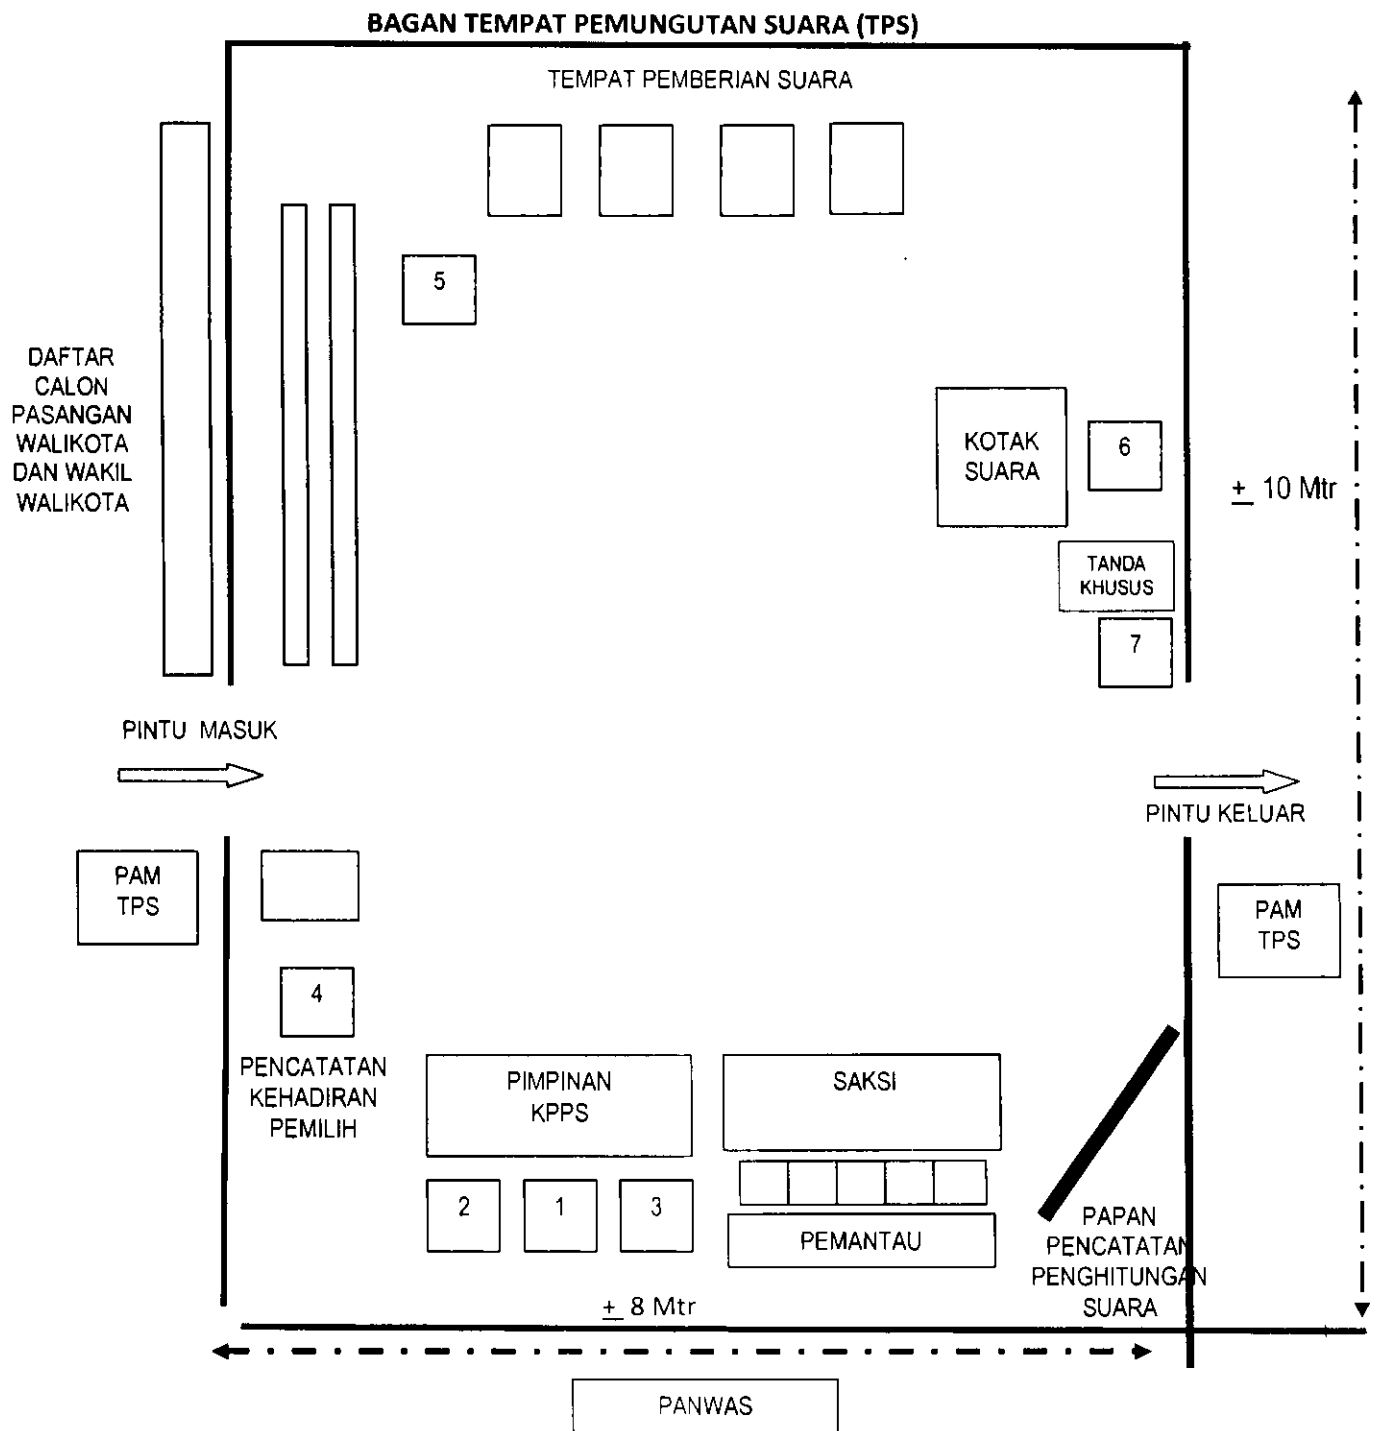 BAGAN TEMPAT PEMUNGUTAN SUARA (TPS)
TEMPAT PEMBERIAN SUARA
5
DAFTAR
CALON
PASANGAN
WALIKOTA
DAN WAKIL
WALIKOTA
KOTAK
SUARA
6
+ 10 Mtr
TANDA
KHUSUS
7
PINTU MASUK
PINTU KELUAR
PAM
TPS
PAM
TPS
4
PENCATATAN
KEHADIRAN
PEMILIH
PIMPINAN
KPPS
SAKSI
2
1
3
PEMANTAU
PAPAN
PENCATATAN
PENGHITUNGAN
SUARA
+ 8 Mtr
PANWAS